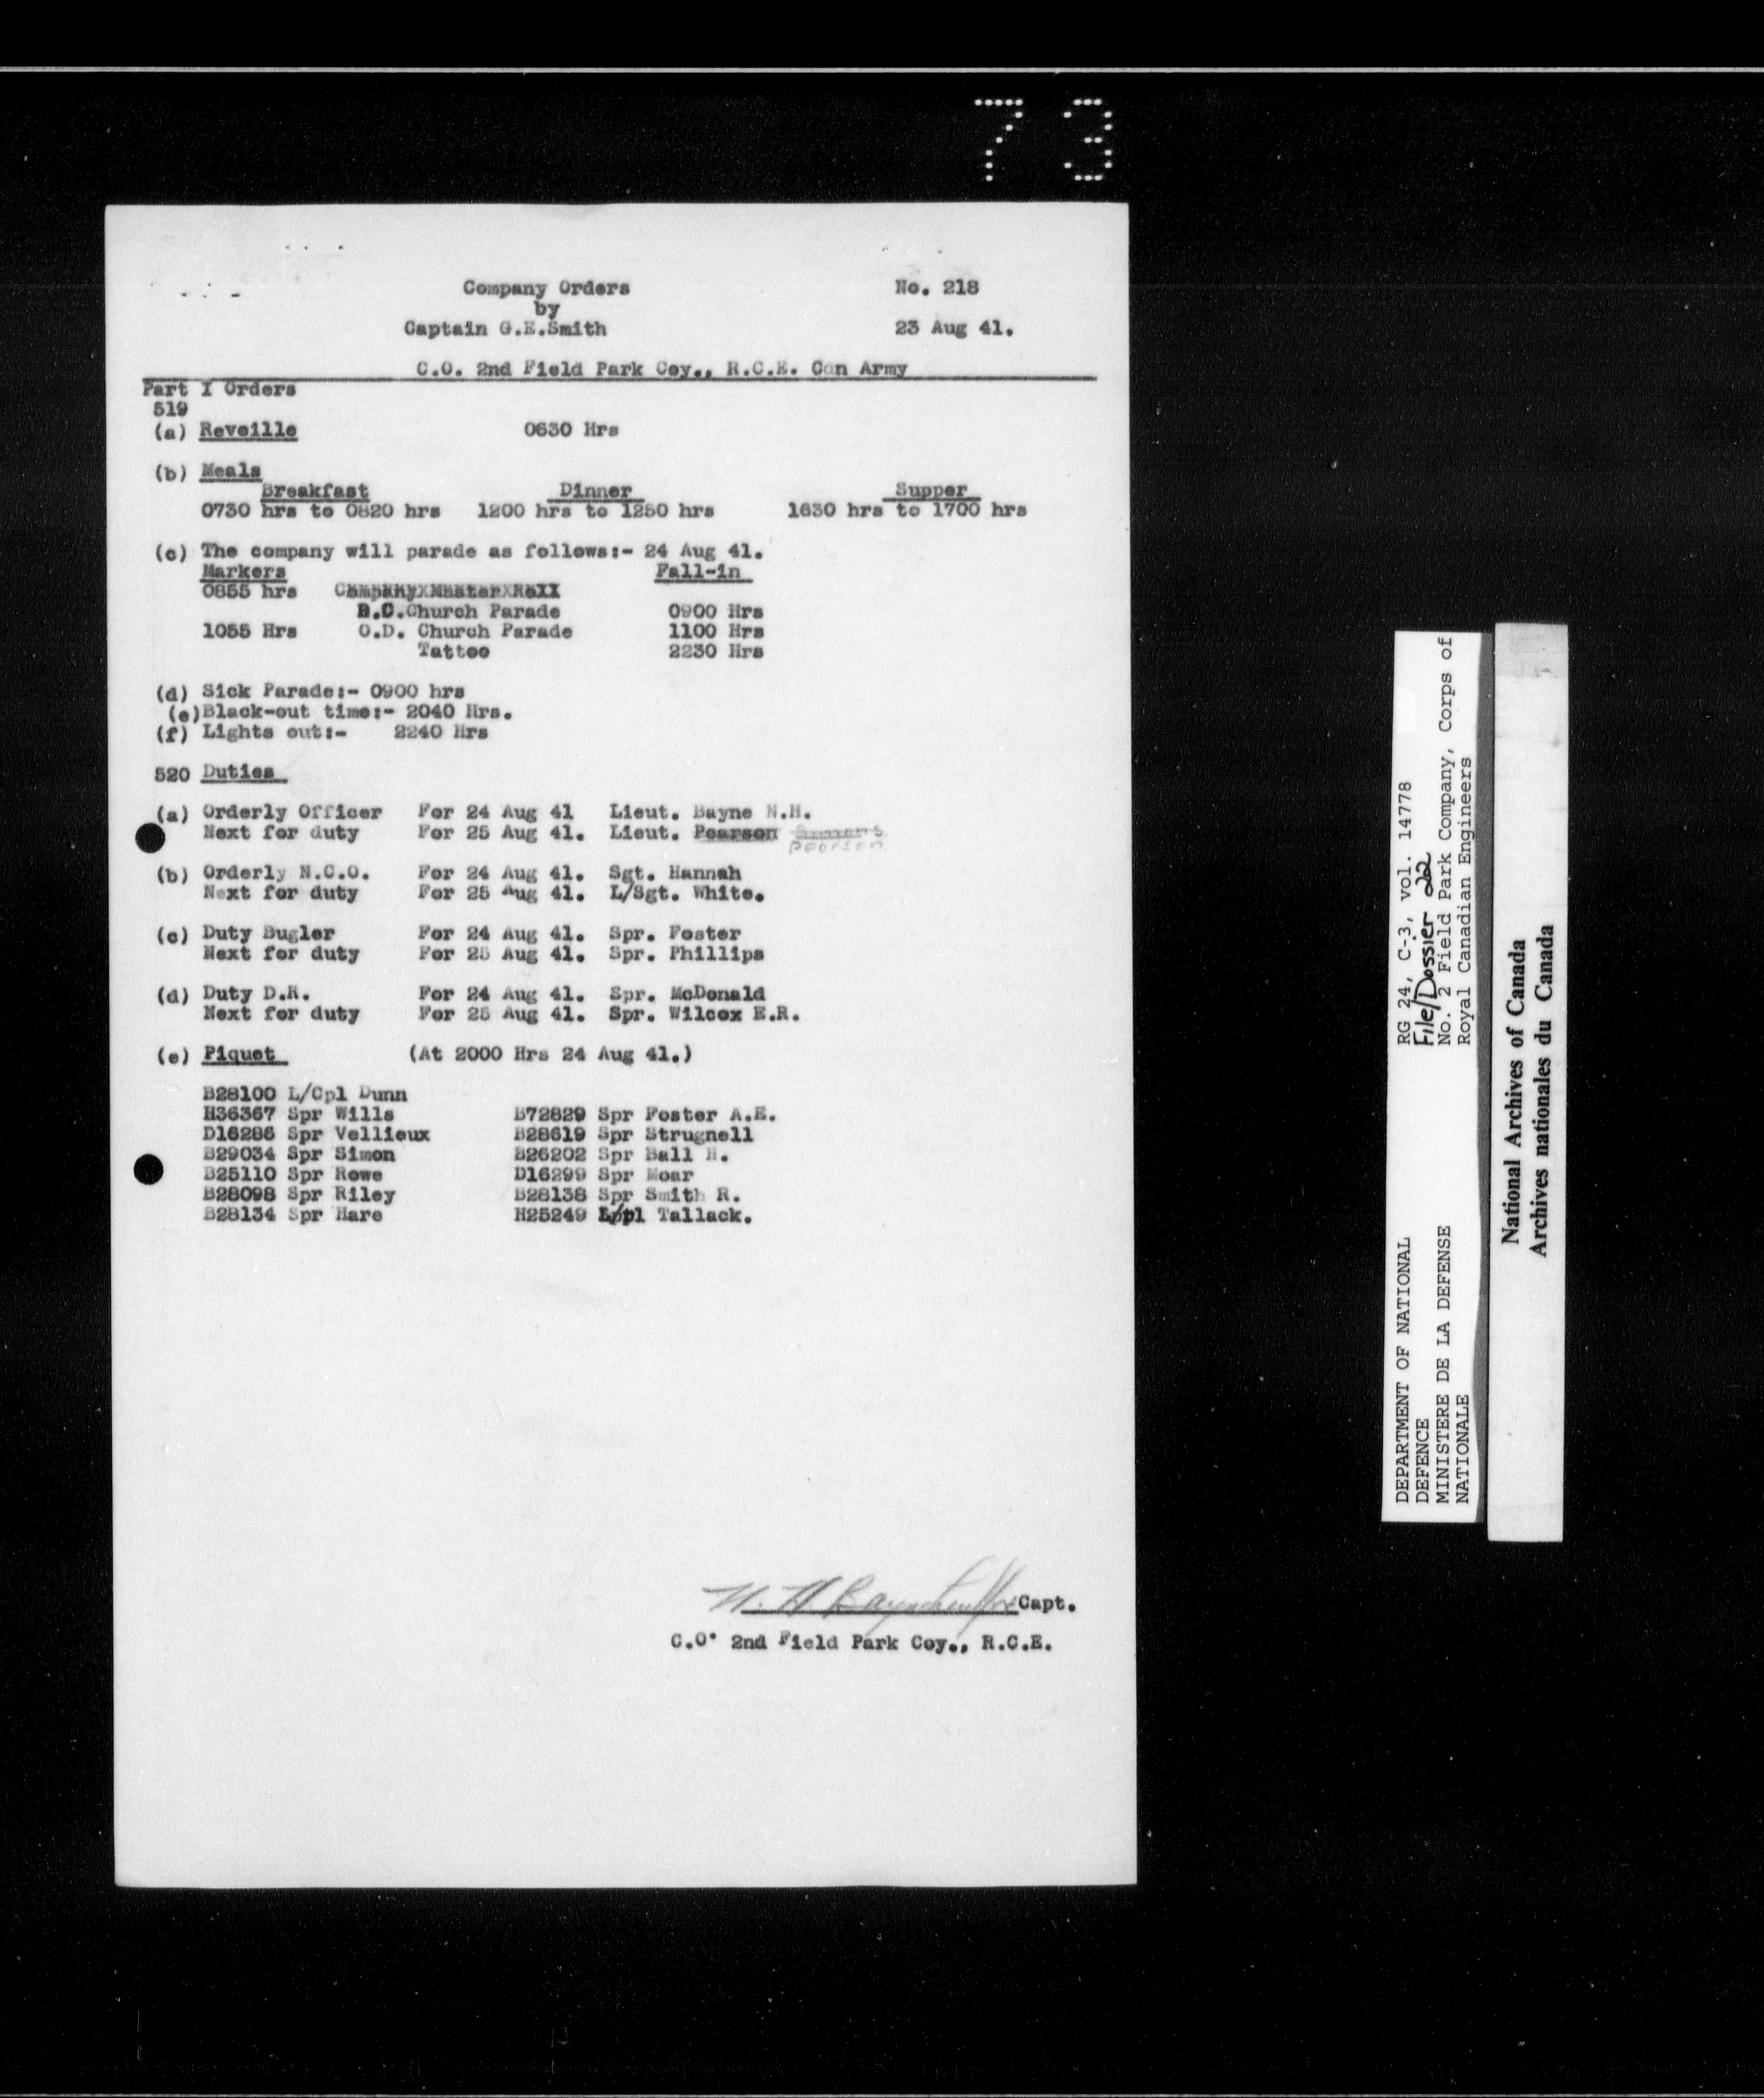 73
Company Orders No. 218
by
Captain G.E.Smith 23 Aug 41.
C.O. 2nd Field Park Coy., R.C.E. Can Army
Part I Orders
519
(a) Reveille 0630 Hrs
(b) Meals
Breakfast Dinner Supper
0730 hrs to 0820 hrs 1200 hrs to 1250 hrs 1630 hrs to 1700 hrs
(c) The company will parade as follows:- 24 Aug 41.
Markers Fall-in
0855 hrs Company Muster Roll
R.C.Church Parade 0900 Hrs
1055 Hrs O.D. Church Parade 1100 Hrs
Tattoo 2230 Hrs
(d) Sick Parade:- 0900 hrs
(e)Black-out time:- 2040 Hrs.
(f) Lights out:- 2240 Hrs
520 Duties
(a) Orderly Officer For 24 Aug 41 Lieut. Bayne N.H.
Next for duty For 25 Aug 41. Lieut. Pearson
Pearson
(b) Orderly N.C.O. For 24 Aug 41. Sgt. Hannah
Next for duty For 25 Aug 41. L/Sgt. White.
(c) Duty Bugler For 24 Aug 41. Spr. Foster
Next for duty For 25 Aug 41. Spr. Phillips
(d) Duty D.R. For 24 Aug 41. Spr. McDonald
Next for duty For 25 Aug 41. Spr. Wilcox E.R.
(e) Piquet (At 2000 Hrs 24 Aug 41.)
B28100 L/Cpl Dunn
H36367 Spr Wills B72829 Spr Foster A.E.
D16286 Spr Vellieux B28619 Spr Strugnell
B29034 Spr Simon B26202 Spr Ball H.
B25110 Spr Rowe D16299 Spr Moar
B28098 Spr Riley B28138 Spr Smith R.
B28134 Spr Hare H25249 L/pl Tallack.
Capt.
C.O. 2nd Field Park Coy., R.C.E.
RG 24, C-3, vol. 14778
File/Dossier 22
No. 2 Field Park Company, Corps of
Royal Canadian Engineers
DEPARTMENT OF NATIONAL
DEFENCE
MINISTERE DE LA DEFENSE
NATIONALE
National Archives of Canada
Archives nationales du Canada